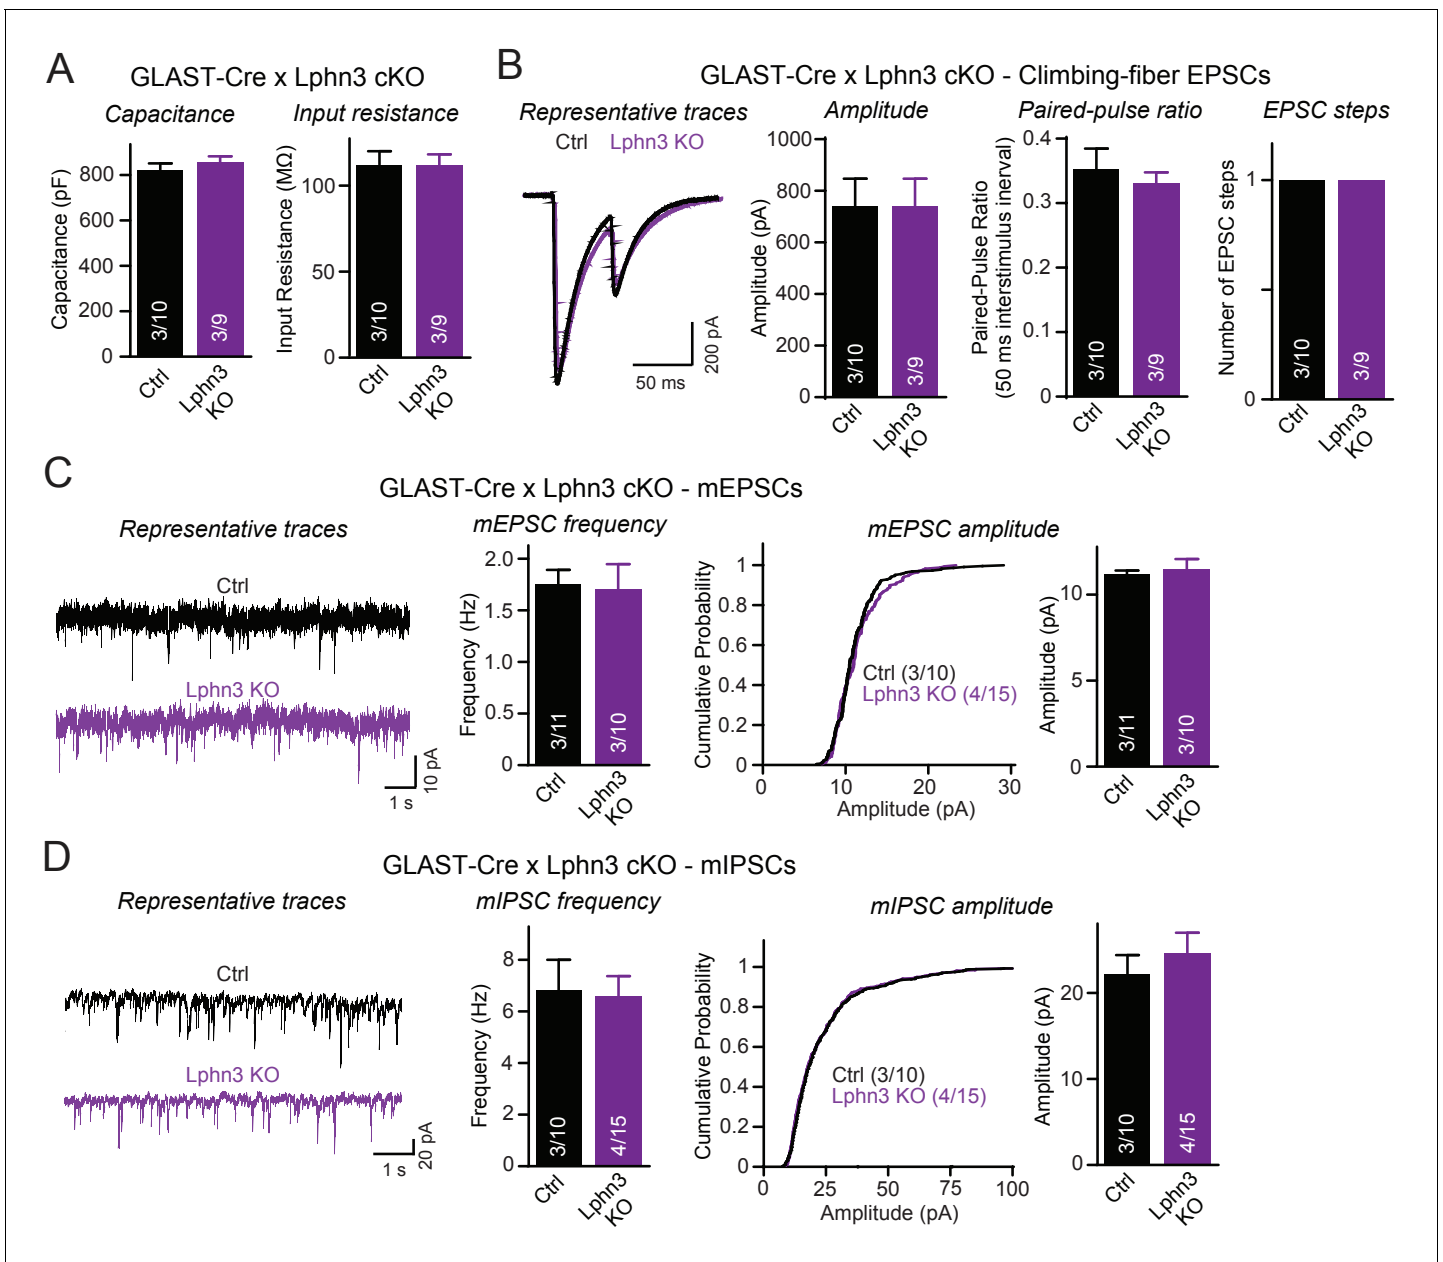 A
GLAST-Cre x Lphn3 cKO
Capacitance
Input resistance
Capacitance (pF)
800
600
400
200
0
3/10
3/9
Ctrl
Lphn3
KO
Input Resistance (MΩ)
100
50
0
3/10
3/9
Ctrl
Lphn3
KO
B
GLAST-Cre x Lphn3 cKO - Climbing-fiber EPSCs
Representative traces
Ctrl
Lphn3 KO
50 ms
200 pA
Amplitude
Amplitude (pA)
1000
800
600
400
200
0
3/10
3/9
Ctrl
Lphn3
KO
Paired-pulse ratio
Paired-Pulse Ratio
(50 ms interstimulus inerval)
0.4
0.3
0.2
0.1
0
3/10
3/9
Ctrl
Lphn3
KO
EPSC steps
Number of EPSC steps
1
0
3/10
3/9
Ctrl
Lphn3
KO
C
GLAST-Cre x Lphn3 cKO - mEPSCs
Representative traces
Ctrl
Lphn3 KO
10 pA
1 s
mEPSC frequency
Frequency (Hz)
2.0
1.5
1.0
0.5
0
3/11
3/10
Ctrl
Lphn3
KO
mEPSC amplitude
Cumulative Probability
1
0.8
0.6
0.4
0.2
0
Ctrl (3/10)
Lphn3 KO (4/15)
0
10
20
30
Amplitude (pA)
Amplitude (pA)
10
5
0
3/11
3/10
Ctrl
Lphn3
KO
D
GLAST-Cre x Lphn3 cKO - mIPSCs
Representative traces
Ctrl
Lphn3 KO
20 pA
1 s
mIPSC frequency
Frequency (Hz)
8
6
4
2
0
3/10
4/15
Ctrl
Lphn3
KO
mIPSC amplitude
Cumulative Probability
1
0.8
0.6
0.4
0.2
0
Ctrl (3/10)
Lphn3 KO (4/15)
0
25
50
75
100
Amplitude (pA)
Amplitude (pA)
20
10
0
3/10
4/15
Ctrl
Lphn3
KO